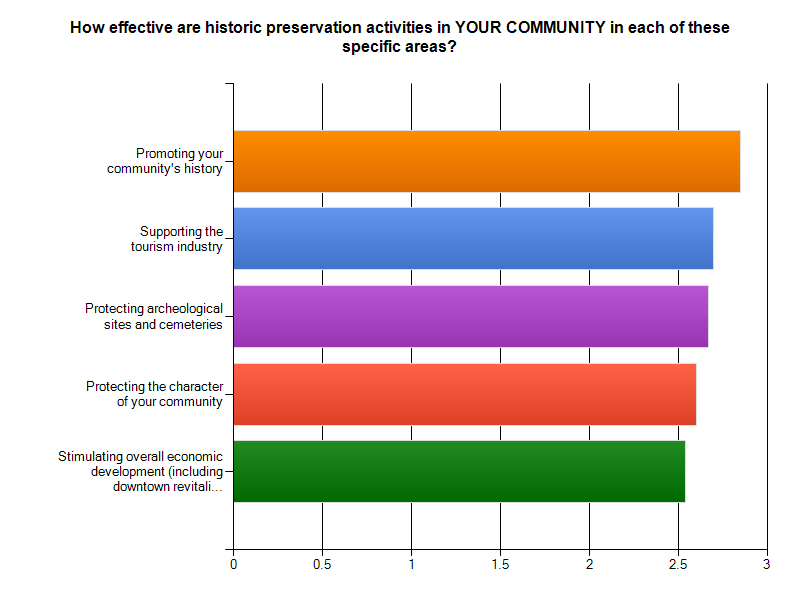 How effective are historic preservation activities in YOUR COMMUNITY in each of these
specific areas?
Promoting your
community's history
Supporting the
tourism industry
Protecting archeological
sites and cemeteries
Protecting the character
of your community
Stimulating overall economic
development (including
downtown revitali...
0 0.5 1 1.5 2 2.5 3